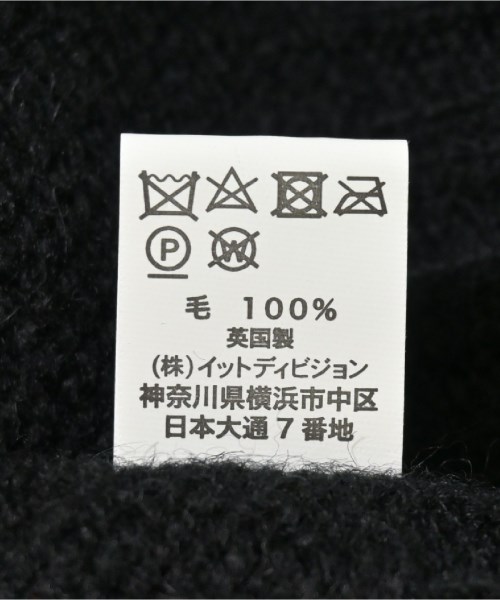 P W
毛 100%
英国製
(株)イットディビジョン
神奈川県横浜市中区
日本大通7番地